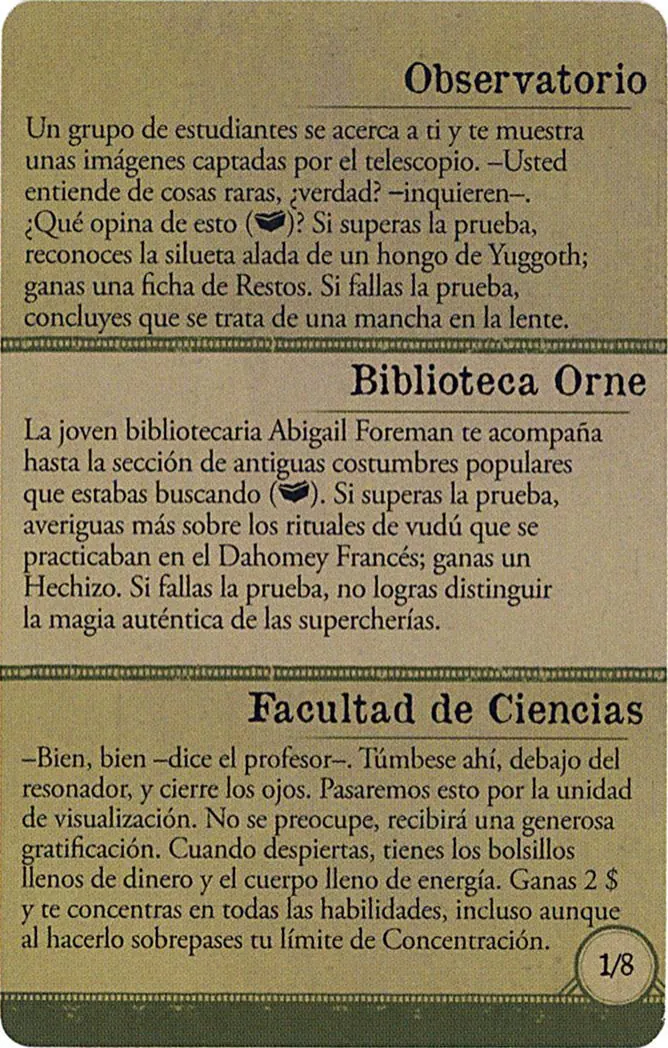 Observatorio
Un grupo de estudiantes se acerca a ti y te muestra
unas imágenes captadas por el telescopio. –Usted
entiende de cosas raras, ¿verdad? –inquieren–.
¿Qué opina de esto ( )? Si superas la prueba,
reconoces la silueta alada de un hongo de Yuggoth;
ganas una ficha de Restos. Si fallas la prueba,
concluyes que se trata de una mancha en la lente.
Biblioteca Orne
La joven bibliotecaria Abigail Foreman te acompaña
hasta la sección de antiguas costumbres populares
que estabas buscando ( ). Si superas la prueba,
averiguas más sobre los rituales de vudú que se
practicaban en el Dahomey Francés; ganas un
Hechizo. Si fallas la prueba, no logras distinguir
la magia auténtica de las supercherías.
Facultad de Ciencias
–Bien, bien –dice el profesor–. Túmbese ahí, debajo del
resonador, y cierre los ojos. Pasaremos esto por la unidad
de visualización. No se preocupe, recibirá una generosa
gratificación. Cuando despiertas, tienes los bolsillos
llenos de dinero y el cuerpo lleno de energía. Ganas 2 $
y te concentras en todas las habilidades, incluso aunque
al hacerlo sobrepases tu límite de Concentración.
1/8